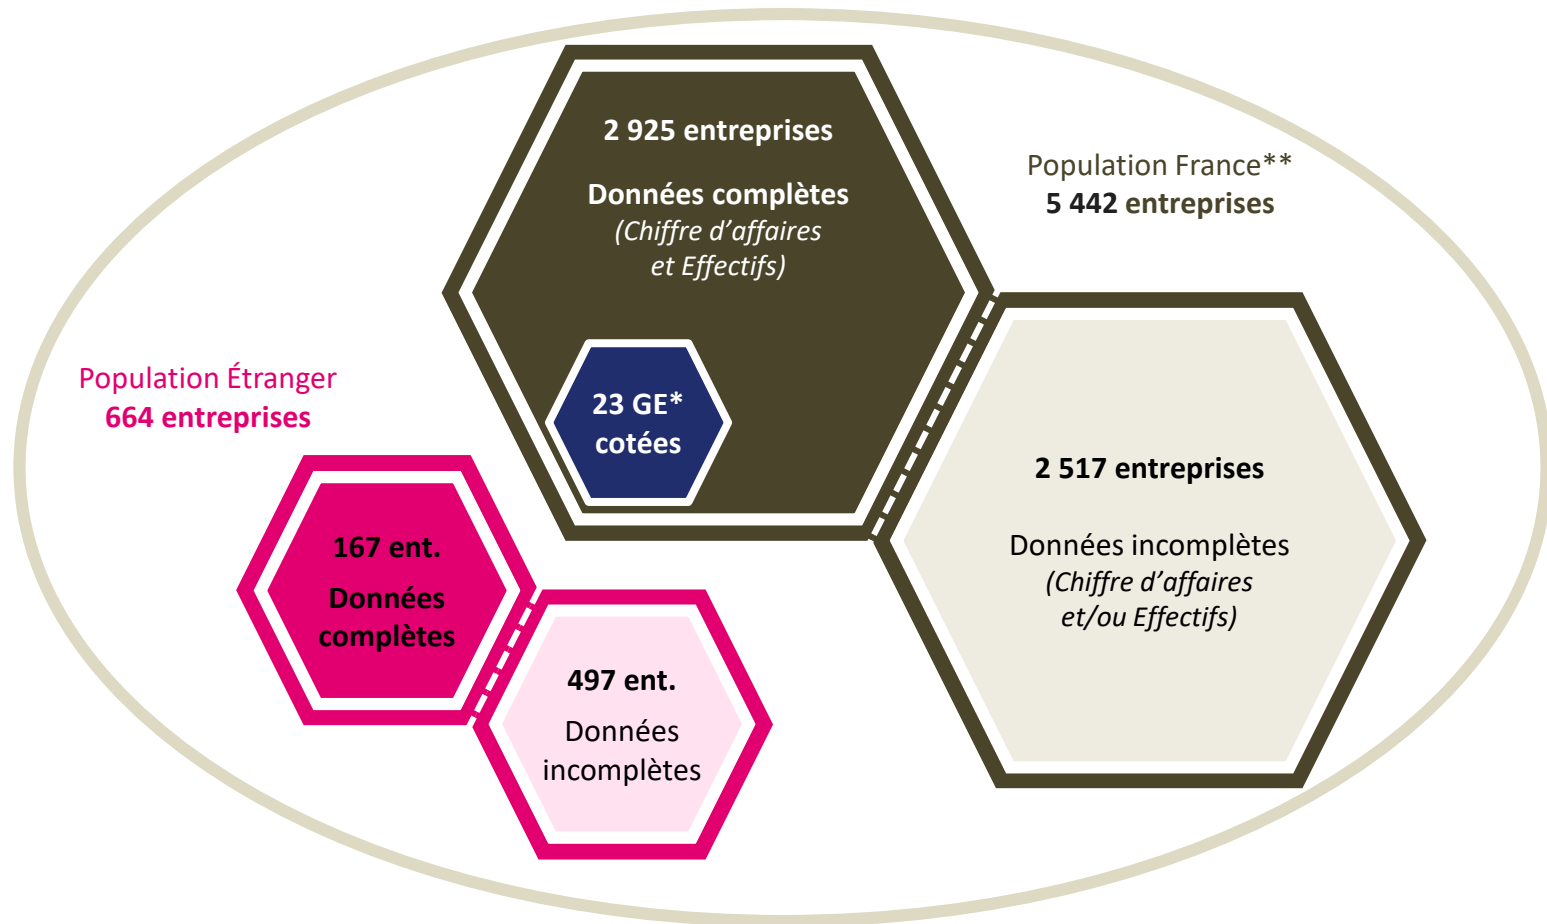 2 925 entreprises
Données complètes
(Chiffre d’affaires
et Effectifs)
Population France**
5 442 entreprises
23 GE*
cotées
Population Étranger
664 entreprises
2 517 entreprises
Données incomplètes
(Chiffre d’affaires
et/ou Effectifs)
167 ent.
Données
complètes
497 ent.
Données
incomplètes